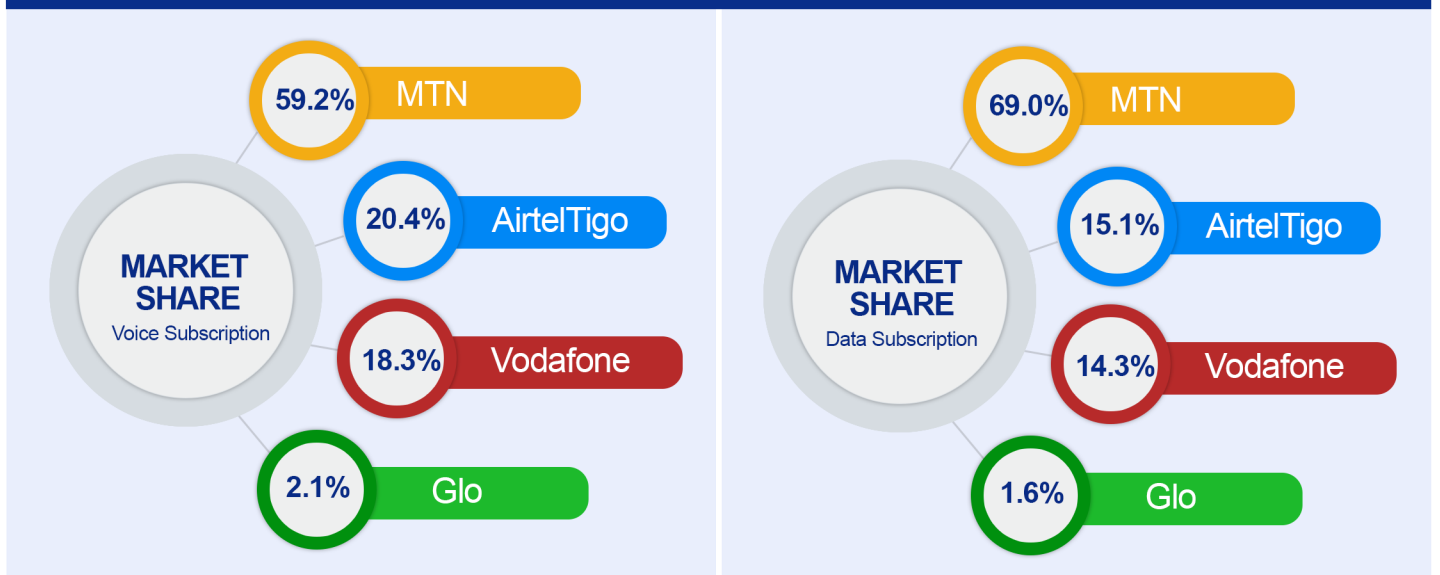 59.2%
MTN
20.4%
AirtelTigo
MARKET
SHARE
Voice Subscription
18.3%
Vodafone
2.1%
Glo
69.0%
MTN
15.1%
AirtelTigo
MARKET
SHARE
Data Subscription
14.3%
Vodafone
1.6%
Glo